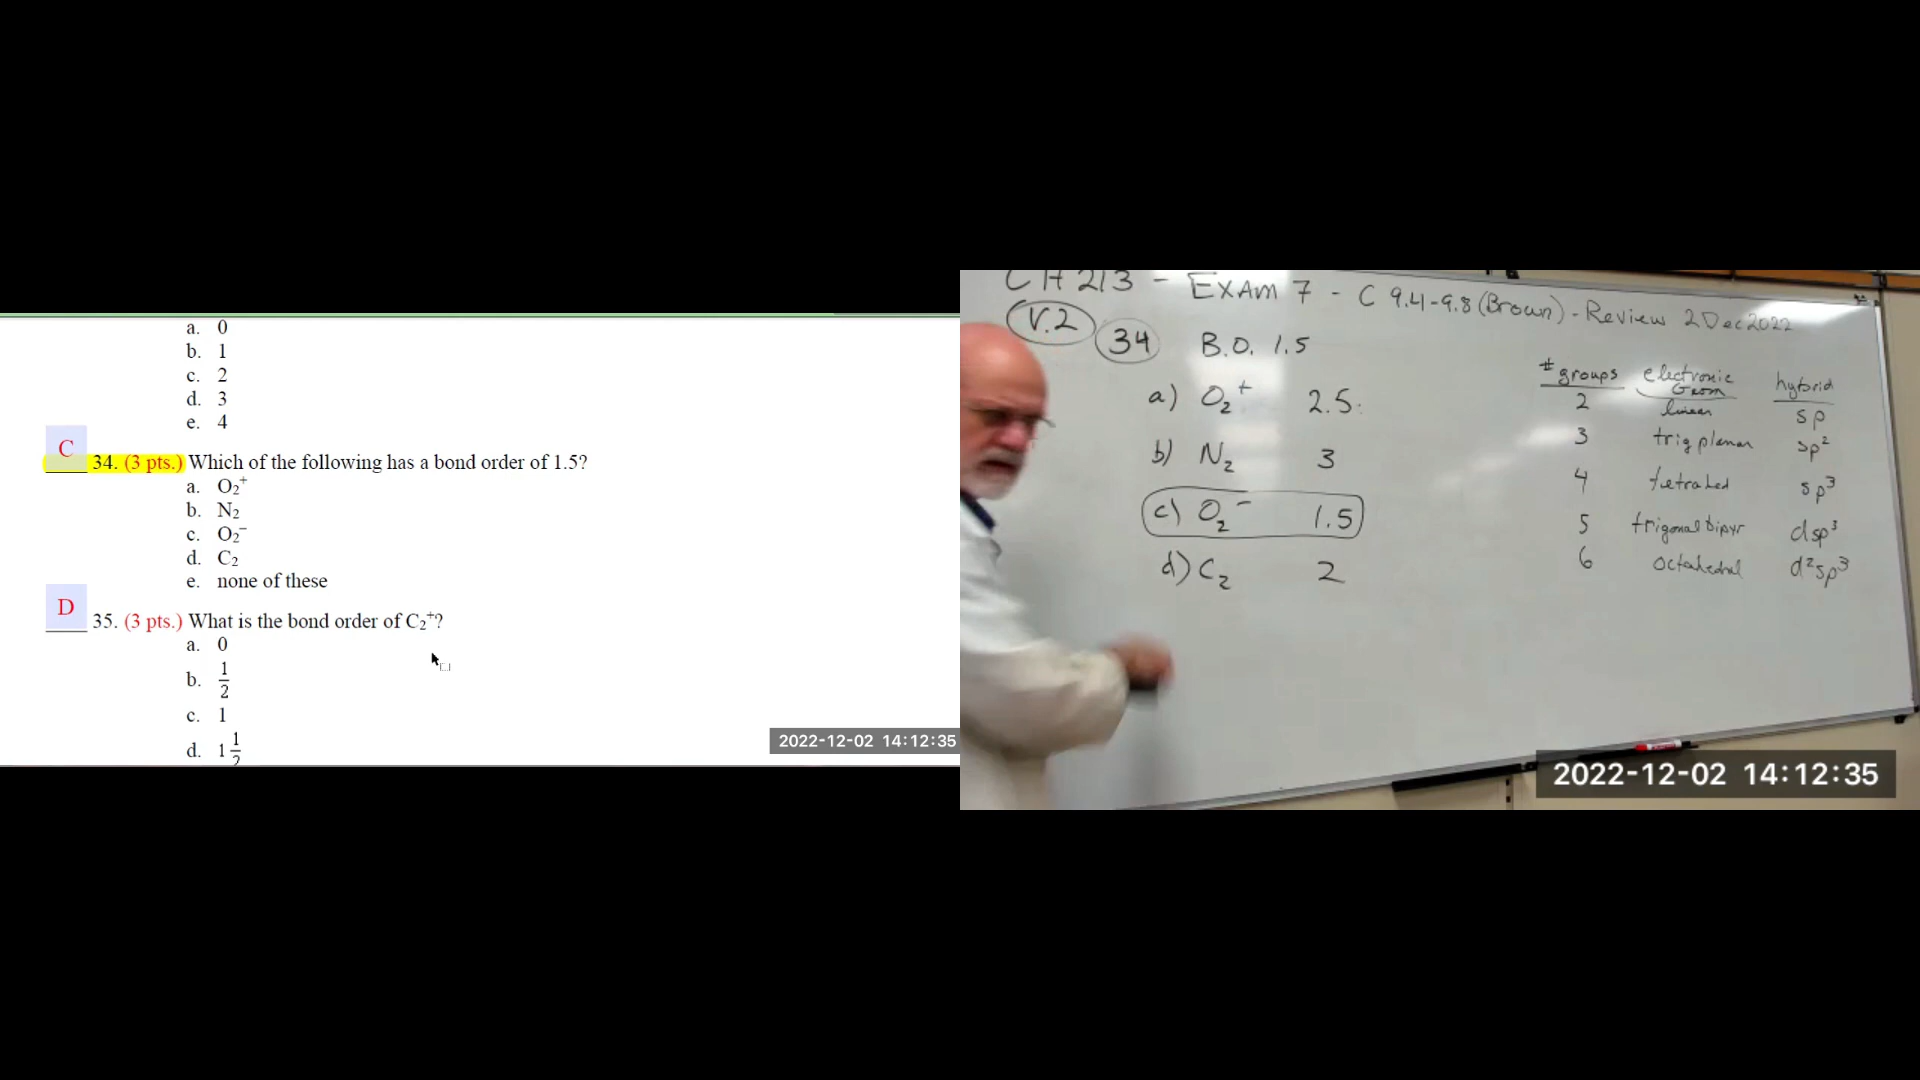 a. 0
b. 1
c. 2
d. 3
e. 4
C
34. (3 pts.) Which of the following has a bond order of 1.5?
a. O₂⁺
b. N₂
c. O₂⁻
d. C₂
e. none of these
D
35. (3 pts.) What is the bond order of C₂⁺?
a. 0
b. 1/2
c. 1
d. 1 1/2
2022-12-02 14:12:35
CH 213 - EXAM 7 - C 9.4-9.8 (Brown) - Review 2Dec2022
V.2
34 B.O. 1.5
a) O₂⁺ 2.5
b) N₂ 3
c) O₂⁻ 1.5
d) C₂ 2
# groups electronic Geom hybrid
2 linear sp
3 trig planar sp²
4 tetrahed sp³
5 trigonal bipyr dsp³
6 octahedral d²sp³
2022-12-02 14:12:35